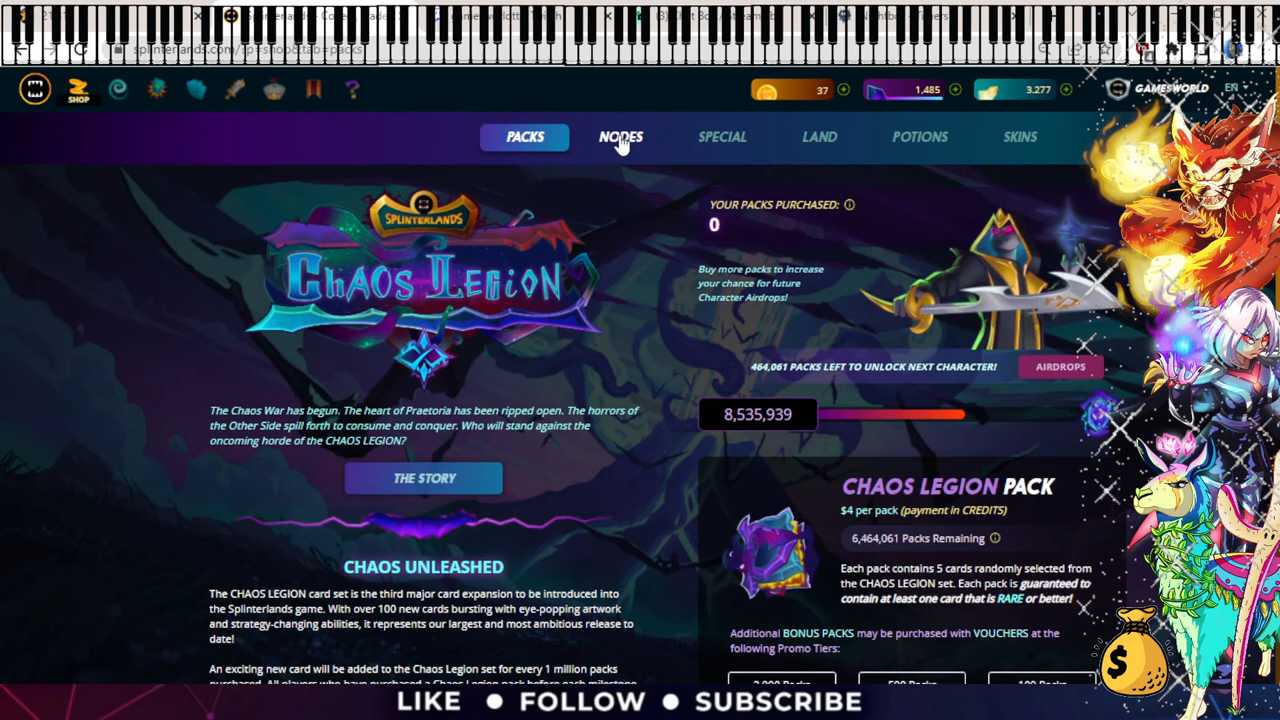 splinterlands.com/?p=shop&tab=packs
SHOP
37
1,485
3.277
GAMESWORLD
EN
PACKS
NODES
SPECIAL
LAND
POTIONS
SKINS
SPLINTERLANDS
CHAOS LEGION
YOUR PACKS PURCHASED:
0
Buy more packs to increase
your chance for future
Character Airdrops!
464,061 PACKS LEFT TO UNLOCK NEXT CHARACTER!
AIRDROPS
8,535,939
The Chaos War has begun. The heart of Praetoria has been ripped open. The horrors of
the Other Side spill forth to consume and conquer. Who will stand against the
oncoming horde of the CHAOS LEGION?
THE STORY
CHAOS UNLEASHED
The CHAOS LEGION card set is the third major card expansion to be introduced into
the Splinterlands game. With over 100 new cards bursting with eye-popping artwork
and strategy-changing abilities, it represents our largest and most ambitious release to
date!
An exciting new card will be added to the Chaos Legion set for every 1 million packs
CHAOS LEGION PACK
$4 per pack (payment in CREDITS)
6,464,061 Packs Remaining
Each pack contains 5 cards randomly selected from
the CHAOS LEGION set. Each pack is guaranteed to
contain at least one card that is RARE or better!
Additional BONUS PACKS may be purchased with VOUCHERS at the
following Promo Tiers:
$
LIKE ● FOLLOW ● SUBSCRIBE